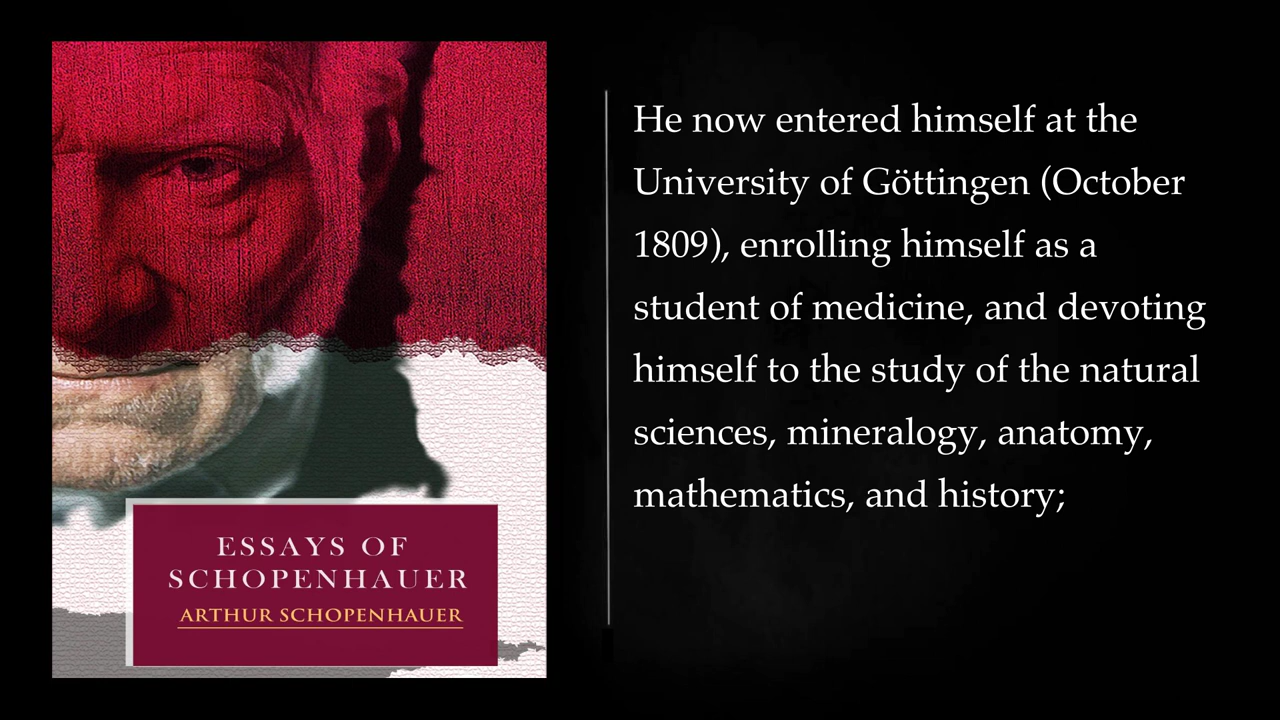 ESSAYS OF
SCHOPENHAUER
ARTHUR SCHOPENHAUER
He now entered himself at the
University of Göttingen (October
1809), enrolling himself as a
student of medicine, and devoting
himself to the study of the natural
sciences, mineralogy, anatomy,
mathematics, and history;